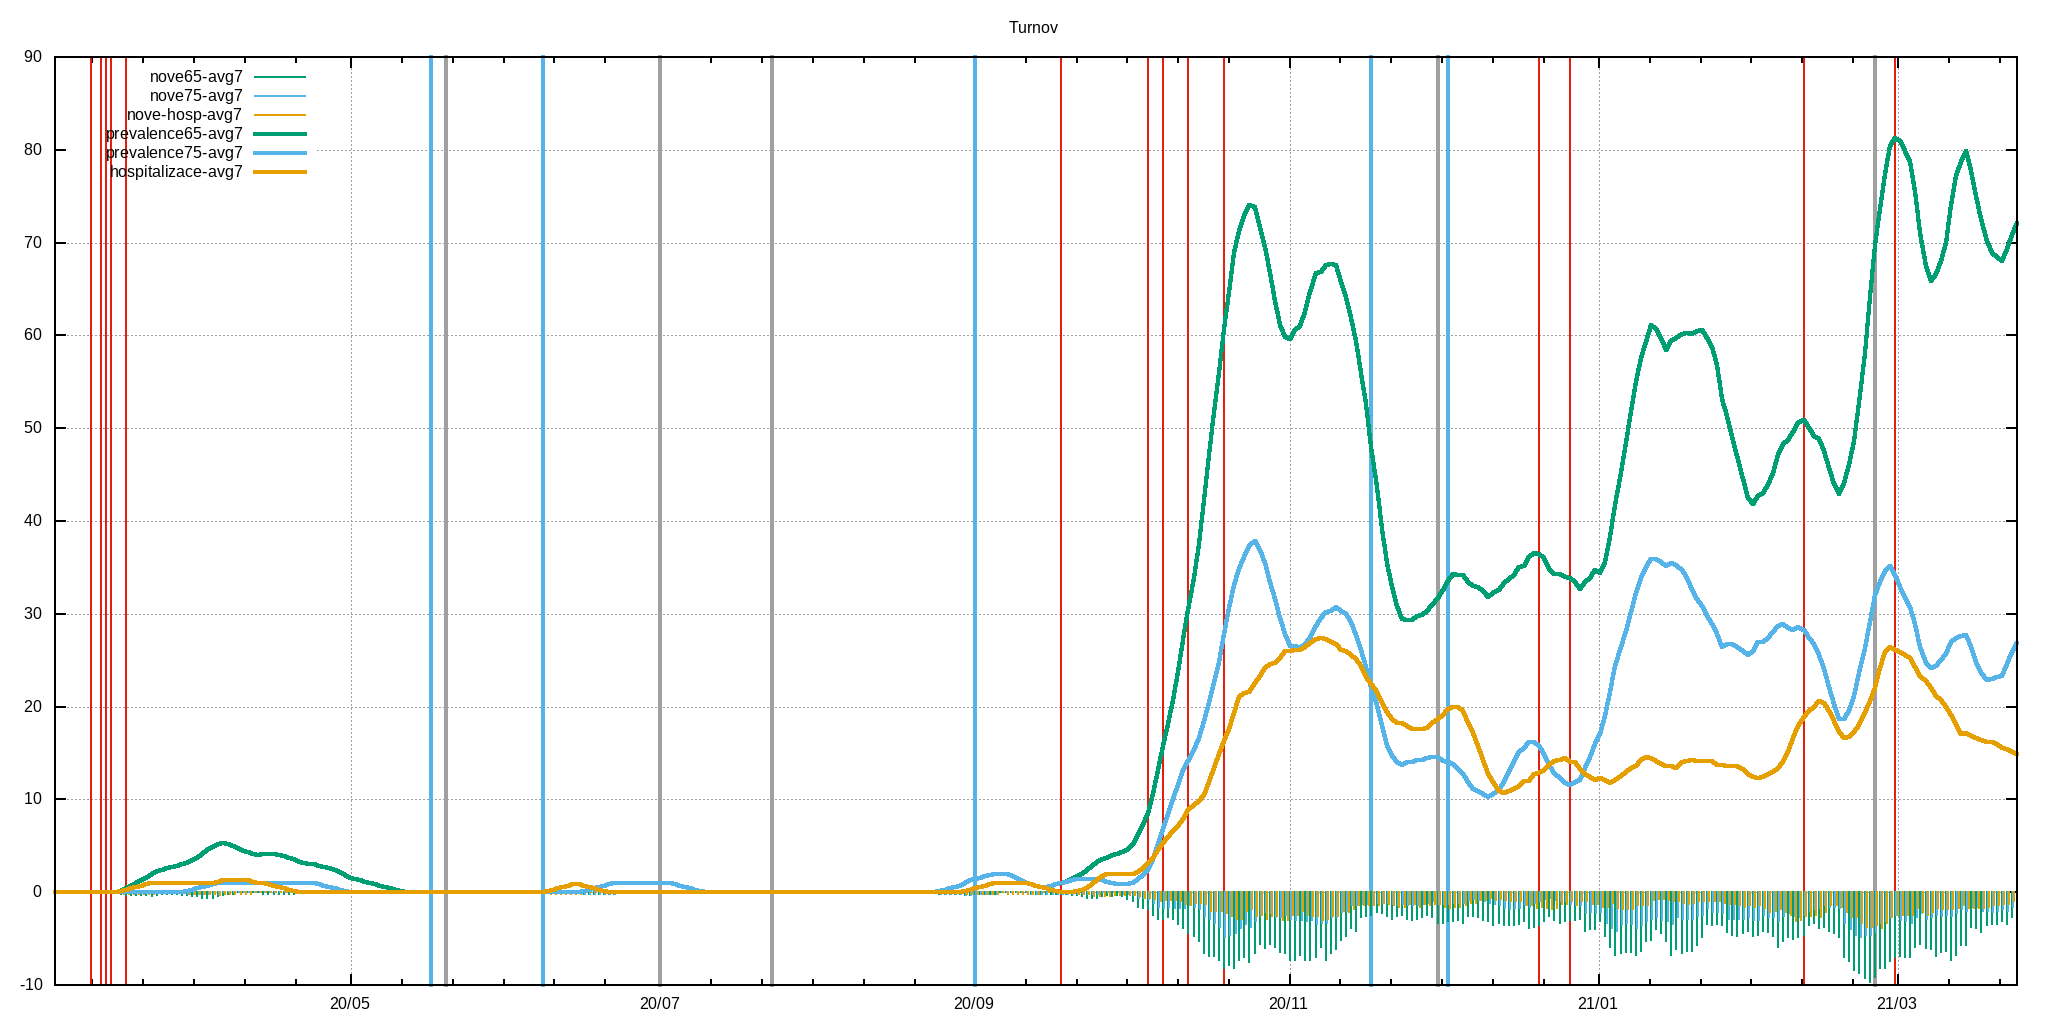 Turnov
90
80
70
60
50
40
30
20
10
0
-10
nove65-avg7
nove75-avg7
nove-hosp-avg7
prevalence65-avg7
prevalence75-avg7
hospitalizace-avg7
20/05 20/07 20/09 20/11 21/01 21/03